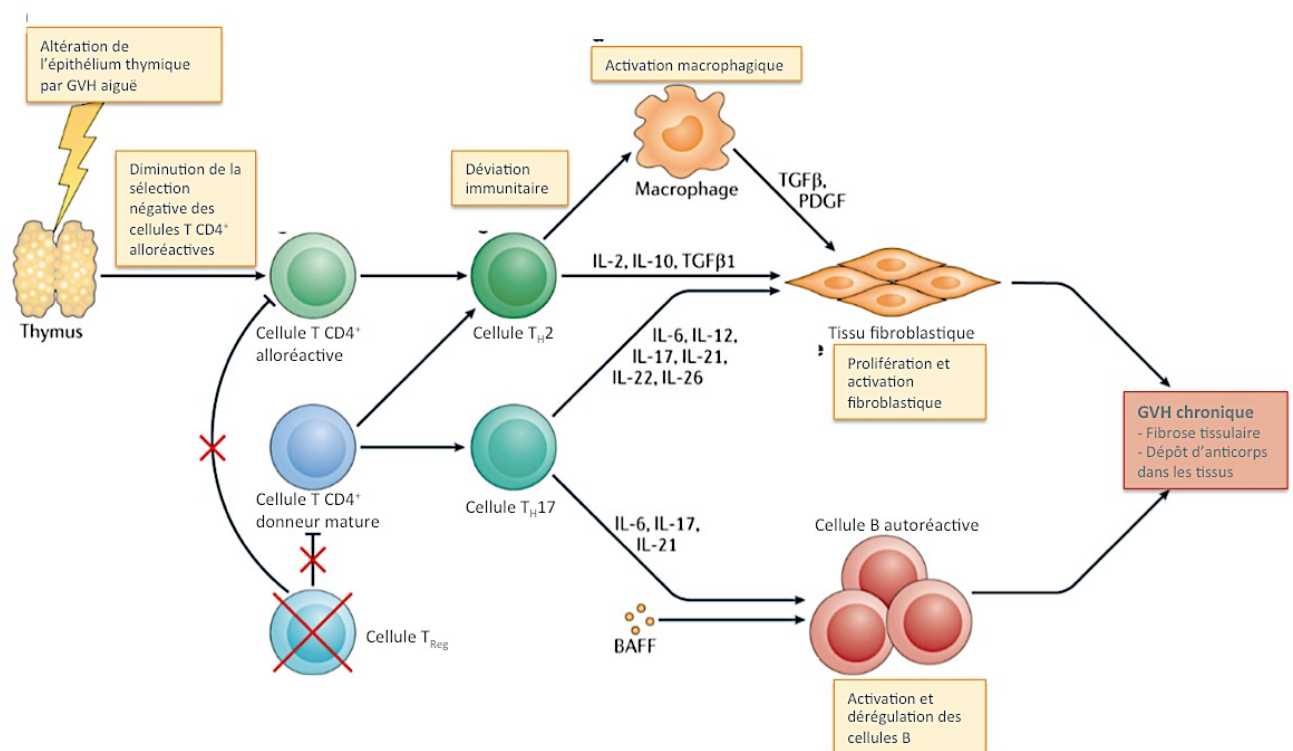 Altération de
l'épithélium thymique
par GVH aiguë
Activation macrophagique
Diminution de la
sélection
négative des
cellules T CD4+
alloréactives
Déviation
immunitaire
Macrophage
TGFβ,
PDGF
IL-2, IL-10, TGFβ1
Thymus
Cellule T CD4+
alloréactive
Cellule TH2
Tissu fibroblastique
IL-6, IL-12,
IL-17, IL-21,
IL-22, IL-26
Prolifération et
activation
fibroblastique
GVH chronique
- Fibrose tissulaire
- Dépôt d'anticorps
dans les tissus
Cellule T CD4+
donneur mature
Cellule TH17
IL-6, IL-17,
IL-21
Cellule B autoréactive
Cellule TReg
BAFF
Activation et
dérégulation des
cellules B